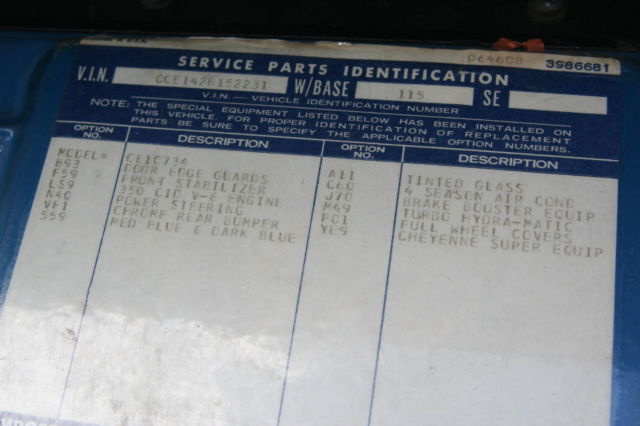 064608 3986681
SERVICE PARTS IDENTIFICATION
V.I.N. CCE142F152231 W/BASE 115 SE
V.I.N. – VEHICLE IDENTIFICATION NUMBER
NOTE: THE SPECIAL EQUIPMENT LISTED BELOW HAS BEEN INSTALLED ON
THIS VEHICLE. FOR PROPER IDENTIFICATION OF REPLACEMENT
PARTS BE SURE TO SPECIFY THE APPLICABLE OPTION NUMBERS.
OPTION NO. DESCRIPTION OPTION NO. DESCRIPTION
MODEL= CE10734
B93 DOOR EDGE GUARDS A11 TINTED GLASS
F59 FRONT STABILIZER C60 4 SEASON AIR COND
LS9 350 CID V-8 ENGINE J70 BRAKE BOOSTER EQUIP
N40 POWER STEERING M49 TURBO HYDRA-MATIC
VF1 CHROME REAR BUMPER P01 FULL WHEEL COVERS
559 MED BLUE & DARK BLUE YE9 CHEYENNE SUPER EQUIP